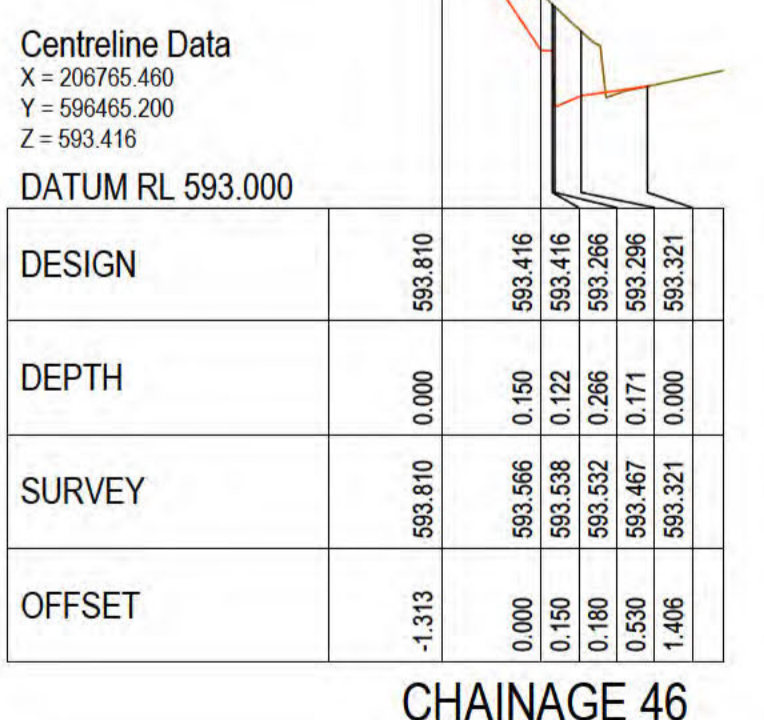 Centreline Data
X = 206765.460
Y = 596465.200
Z = 593.416
DATUM RL 593.000
DESIGN 593.810 593.416 593.416 593.266 593.296 593.321
DEPTH 0.000 0.150 0.122 0.266 0.171 0.000
SURVEY 593.810 593.566 593.538 593.532 593.467 593.321
OFFSET -1.313 0.000 0.150 0.180 0.530 1.406
CHAINAGE 46